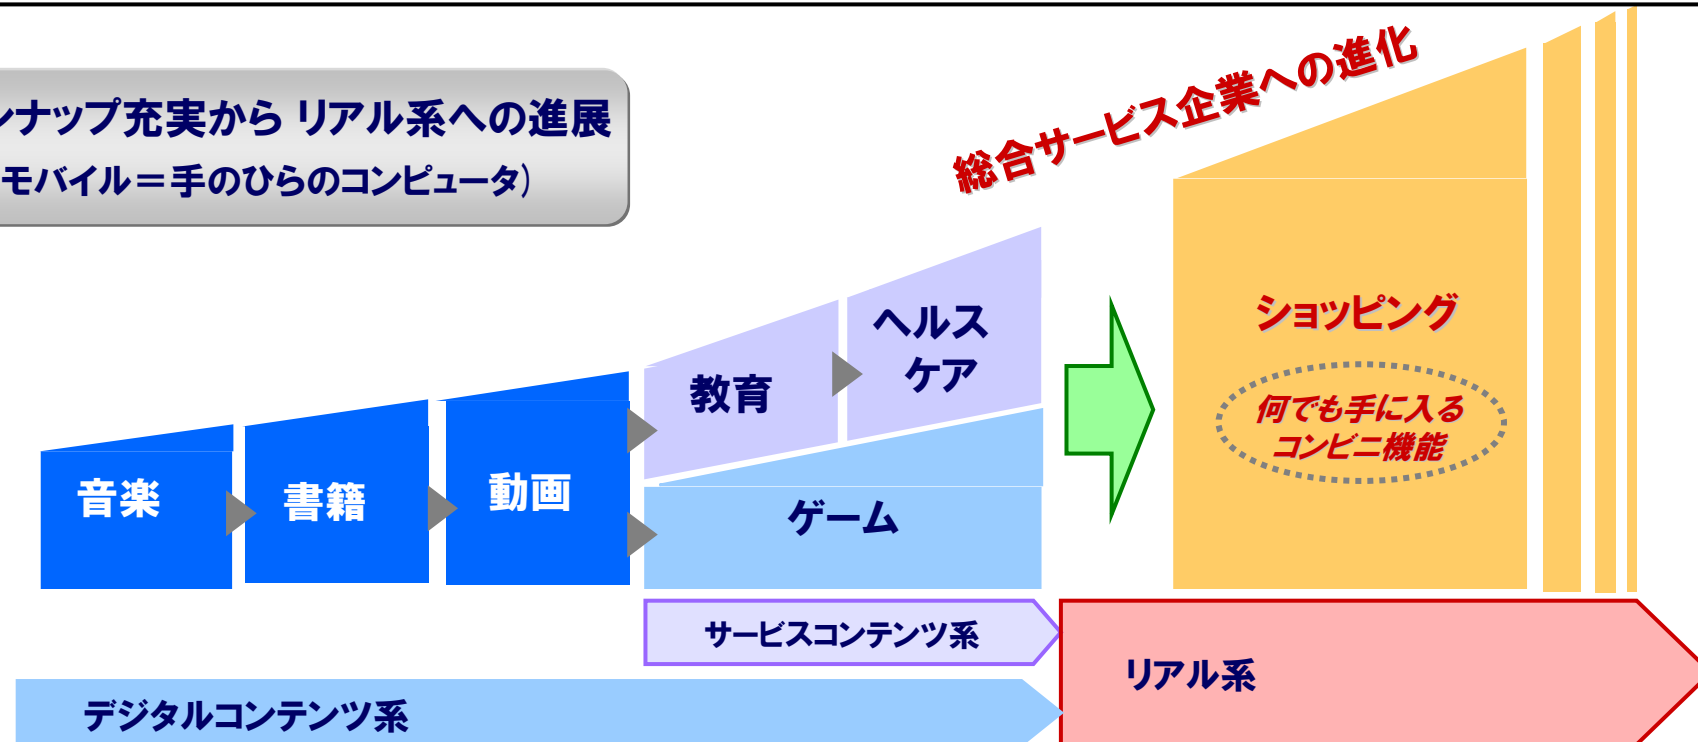 ンナップ充実から リアル系への進展
モバイル＝手のひらのコンピュータ)
総合サービス企業への進化
ショッピング
何でも手に入る
コンビニ機能
ヘルス
ケア
教育
音楽
書籍
動画
ゲーム
サービスコンテンツ系
リアル系
デジタルコンテンツ系